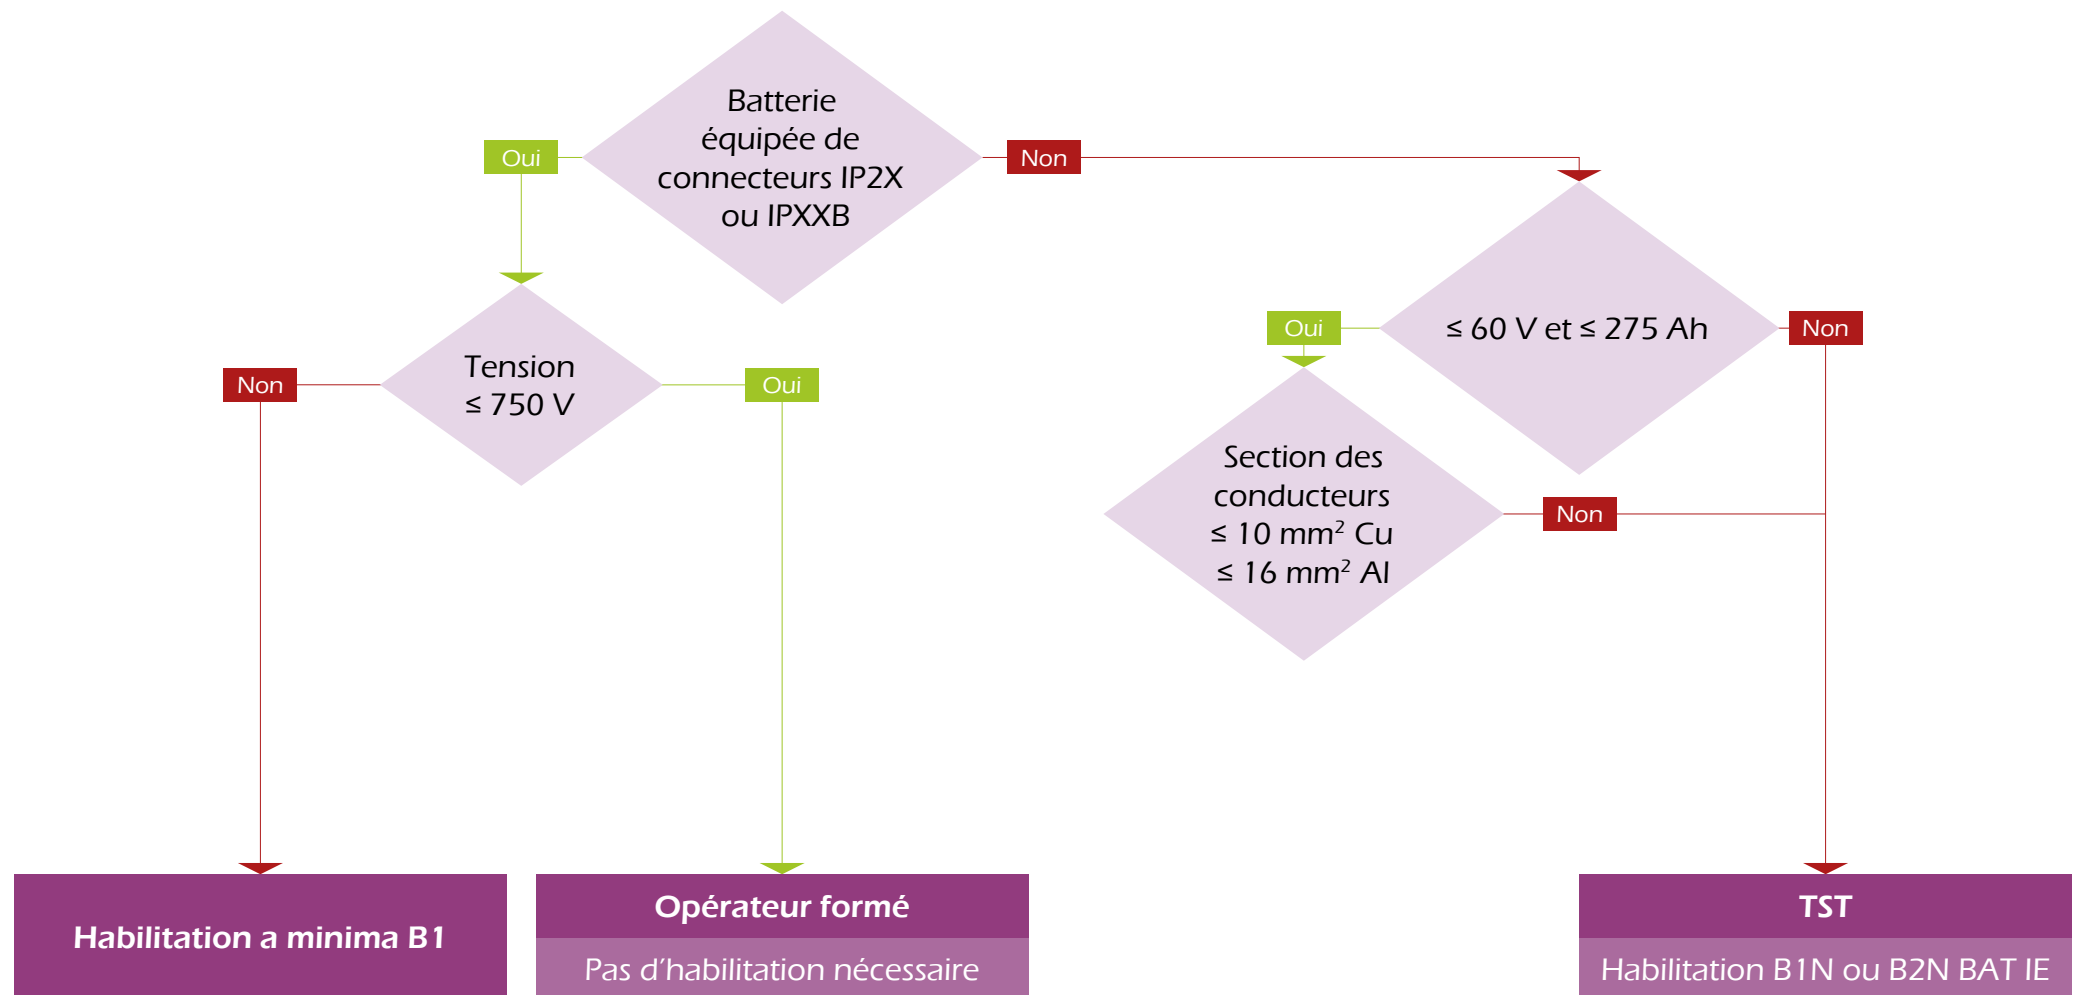 Batterie
équipée de
connecteurs IP2X
ou IPXXB
Oui
Non
Tension
≤ 750 V
Non
Oui
≤ 60 V et ≤ 275 Ah
Oui
Non
Section des
conducteurs
≤ 10 mm² Cu
≤ 16 mm² Al
Non
Habilitation a minima B1
Opérateur formé
Pas d’habilitation nécessaire
TST
Habilitation B1N ou B2N BAT IE